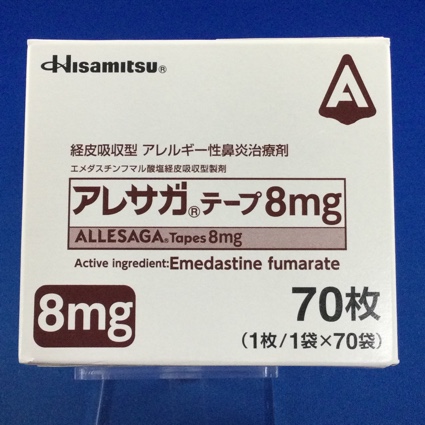 Hisamitsu®
A
経皮吸収型 アレルギー性鼻炎治療剤
エメダスチンフマル酸塩経皮吸収型製剤
アレサガ®テープ8mg
ALLESAGA®Tapes 8mg
Active ingredient:Emedastine fumarate
8mg
70枚
(1枚/1袋×70袋)